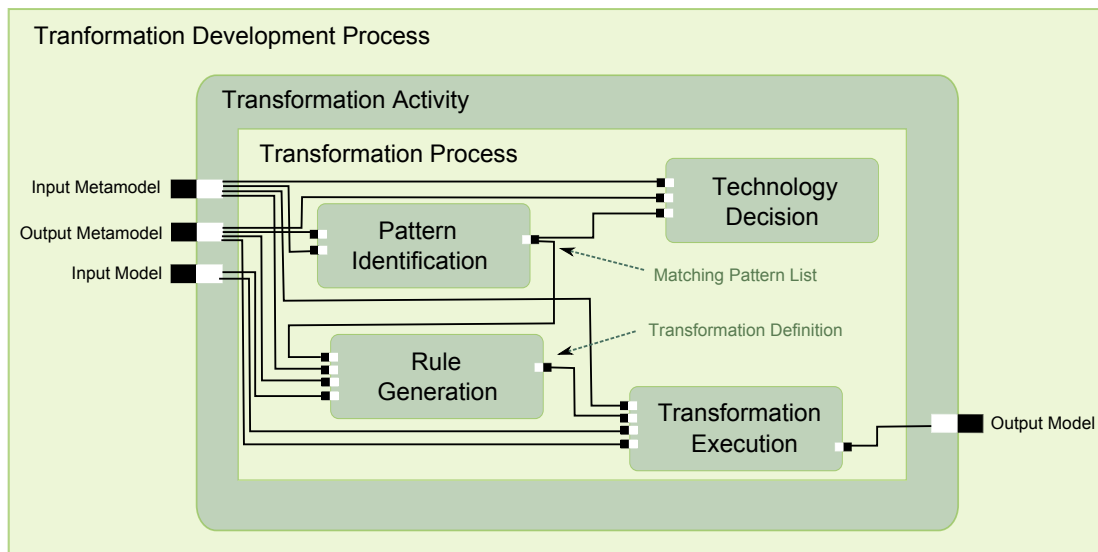 Tranformation Development Process
Transformation Activity
Transformation Process
Input Metamodel
Output Metamodel
Input Model
Technology
Decision
Pattern
Identification
Matching Pattern List
Transformation Definition
Rule
Generation
Transformation
Execution
Output Model